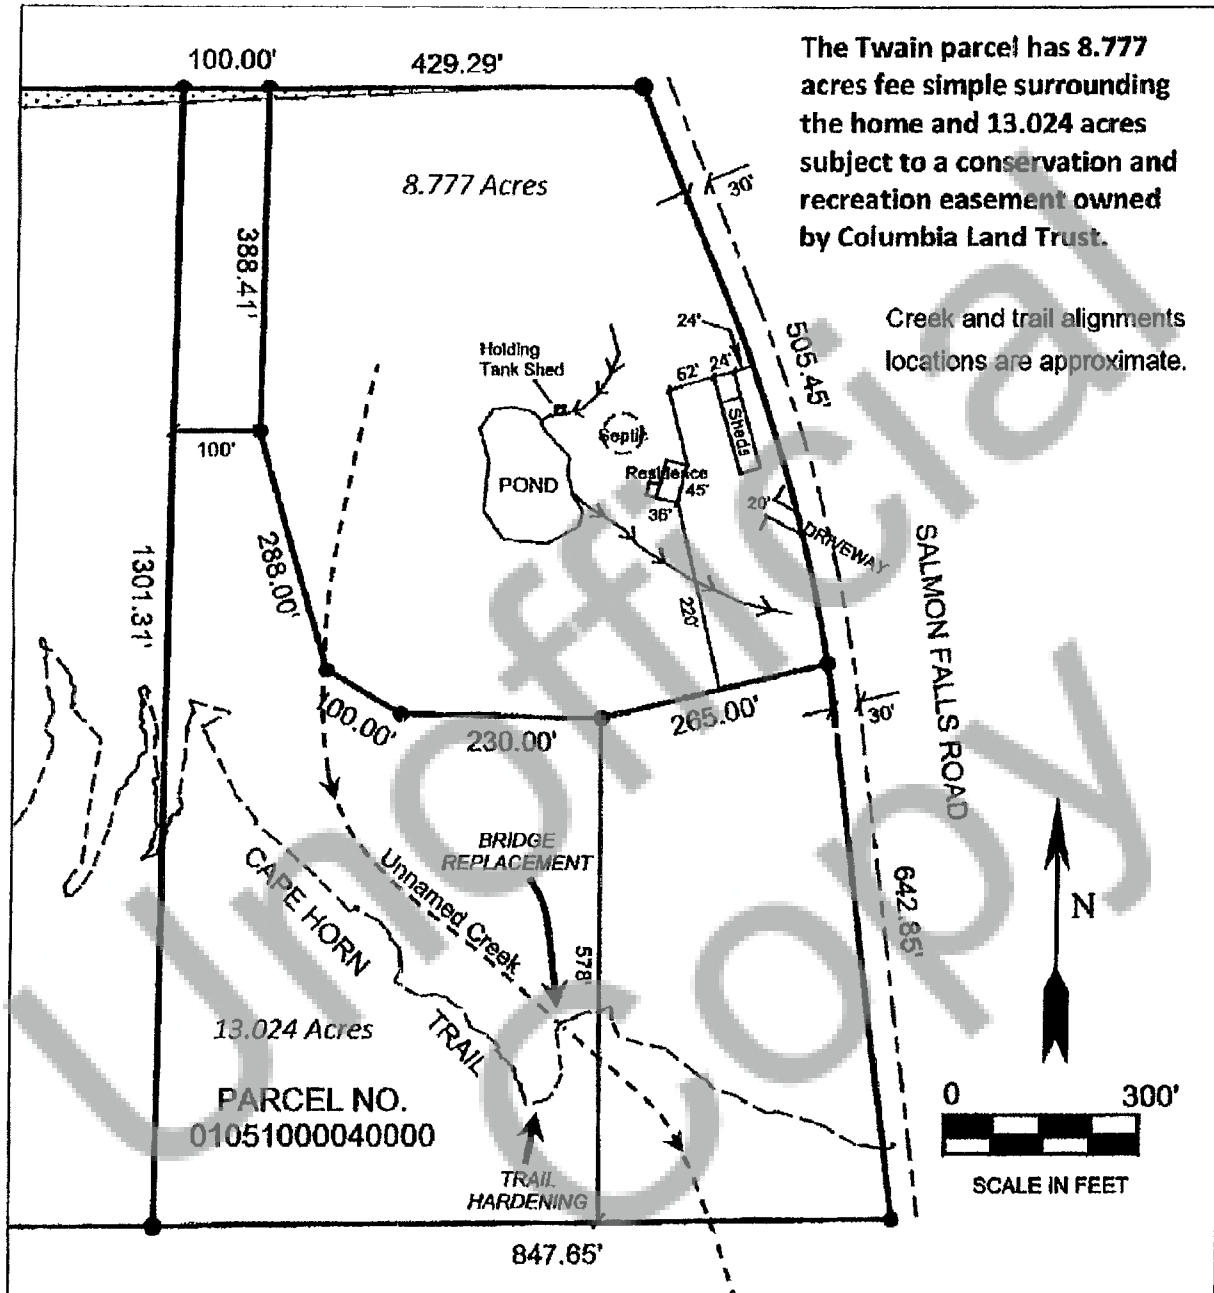 100.00'
429.29'
The Twain parcel has 8.777
acres fee simple surrounding
the home and 13.024 acres
subject to a conservation and
recreation easement owned
by Columbia Land Trust.
8.777 Acres
30'
388.41'
Creek and trail alignments
locations are approximate.
24'
505.45'
Holding
Tank Shed
62'
24'
Sheds
Septic
100'
POND
Residence
45'
36'
20'
DRIVEWAY
1301.31'
288.00'
220'
SALMON FALLS ROAD
100.00'
230.00'
265.00'
30'
BRIDGE
REPLACEMENT
Unnamed Creek
CAPE HORN
TRAIL
578'
642.85'
N
13.024 Acres
PARCEL NO.
01051000040000
0
300'
SCALE IN FEET
TRAIL
HARDENING
847.65'
Unofficial
Copy